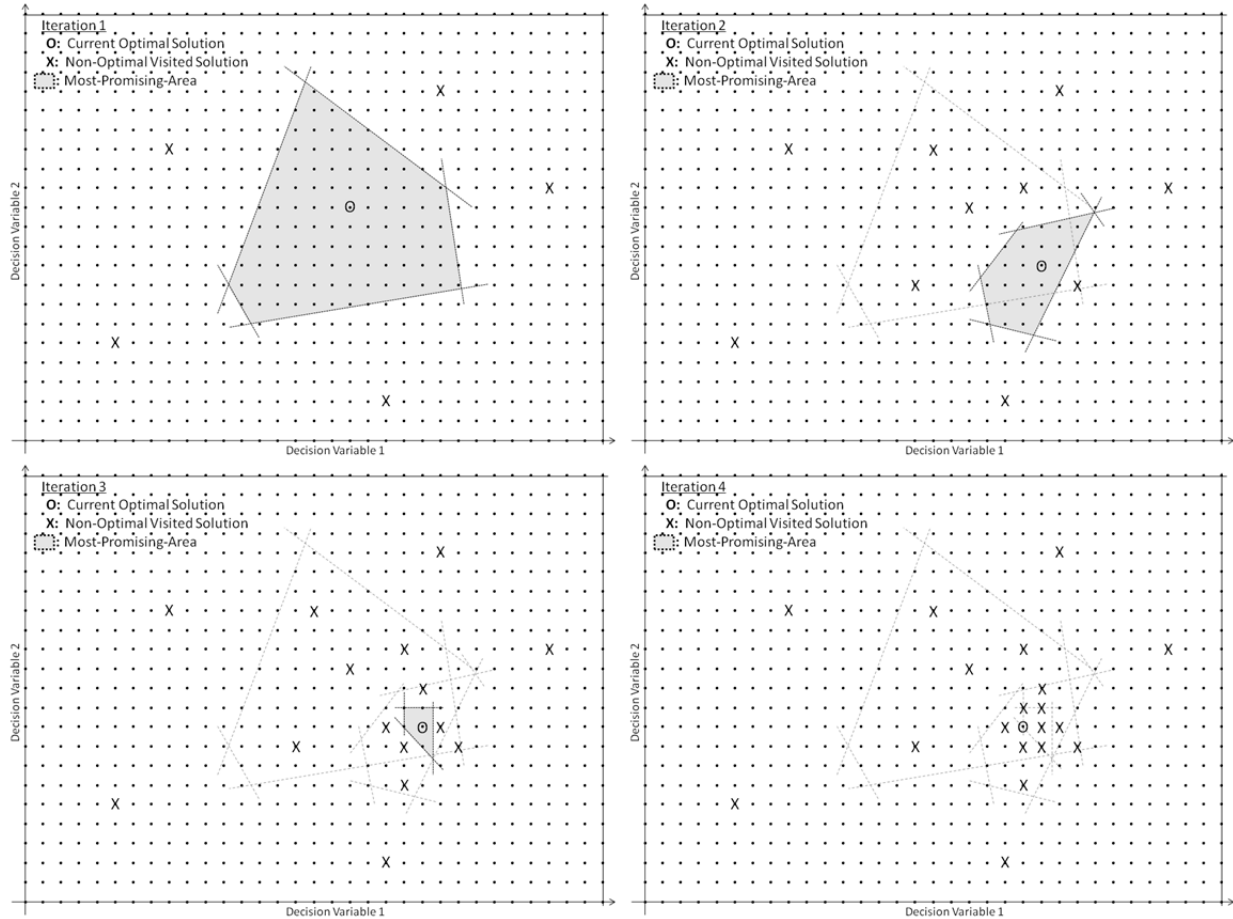 Iteration 1
O: Current Optimal Solution
X: Non-Optimal Visited Solution
: Most-Promising-Area
X
X
X
O
X
X
Decision Variable 2
Decision Variable 1
Iteration 2
O: Current Optimal Solution
X: Non-Optimal Visited Solution
: Most-Promising-Area
X
X X
X X
X
O
X X
X
X
Decision Variable 2
Decision Variable 1
Iteration 3
O: Current Optimal Solution
X: Non-Optimal Visited Solution
: Most-Promising-Area
X
X X
X X
X
X
X O X
X X X
X
X
X
Decision Variable 2
Decision Variable 1
Iteration 4
O: Current Optimal Solution
X: Non-Optimal Visited Solution
: Most-Promising-Area
X
X X
X X
X
X
X X
X O X X
X X X X
X
X
X
Decision Variable 2
Decision Variable 1